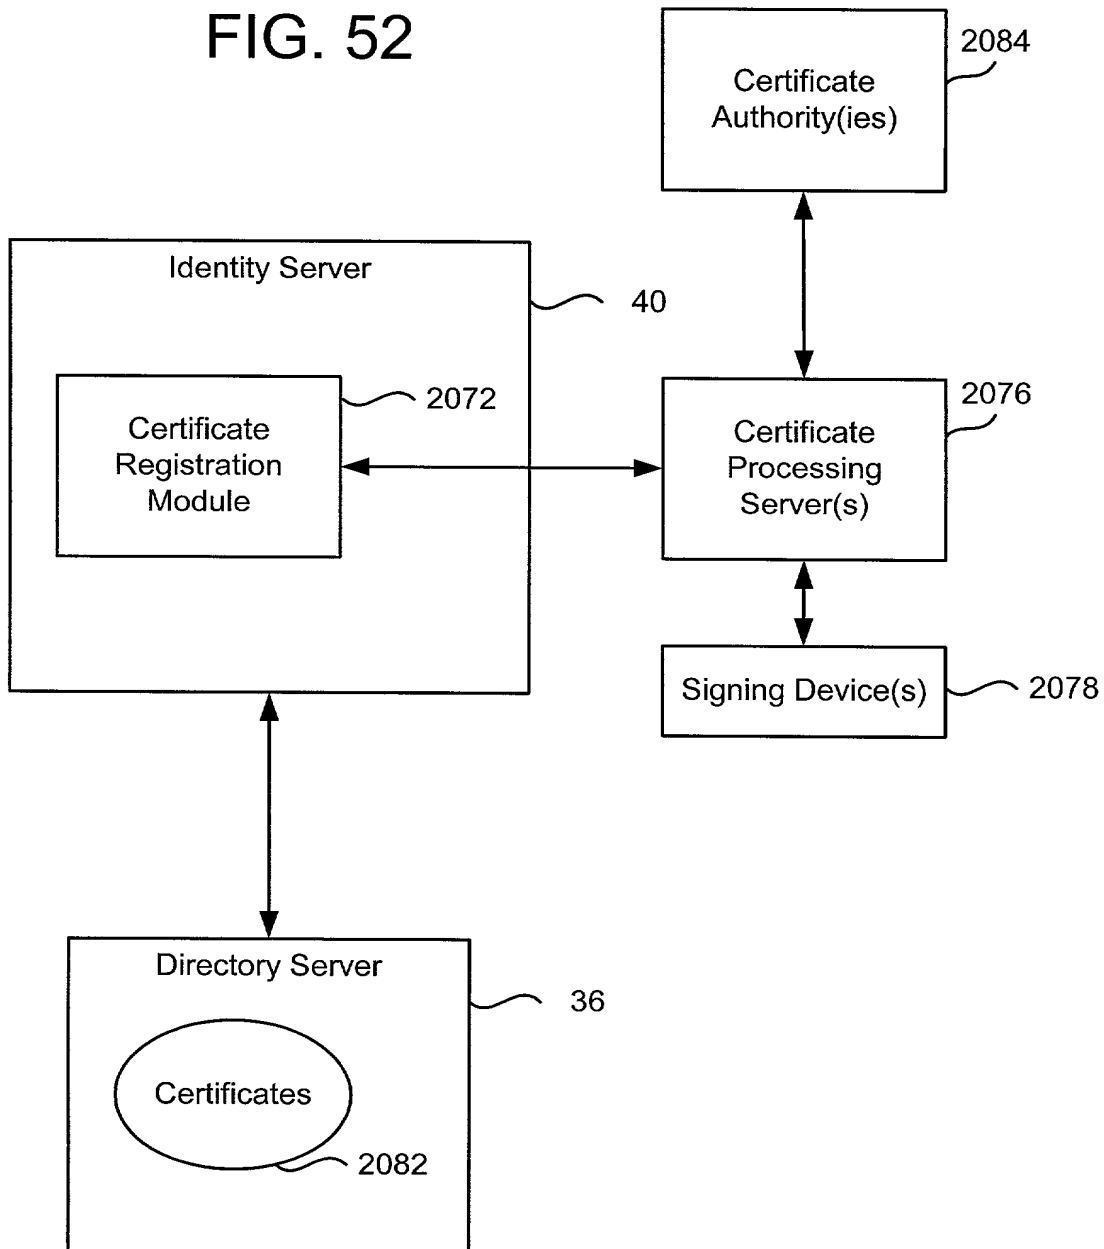 FIG. 52
2084
Certificate
Authority(ies)
Identity Server
40
2072
Certificate
Registration
Module
2076
Certificate
Processing
Server(s)
Signing Device(s)
2078
Directory Server
36
Certificates
2082